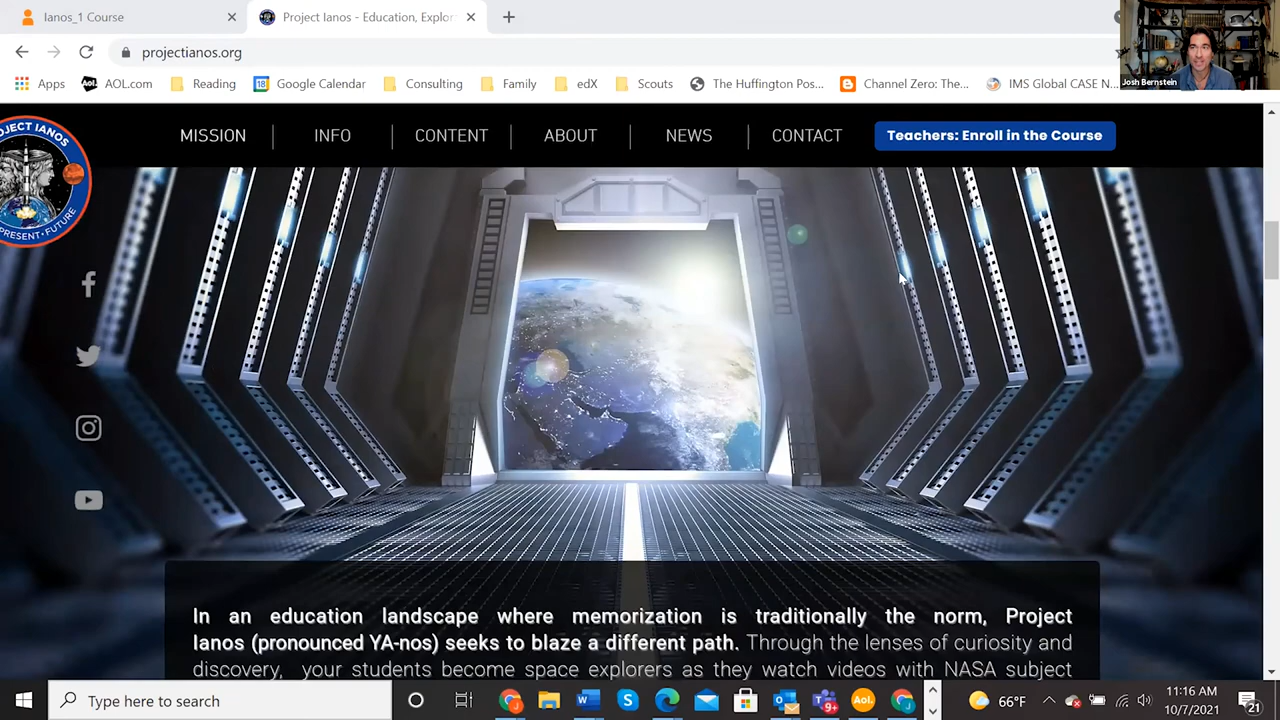 Ianos_1 Course
Project Ianos - Education, Explor
projectianos.org
Apps
AOL.com
Reading
18
Google Calendar
Consulting
Family
edX
Scouts
The Huffington Pos...
Channel Zero: The...
IMS Global CASE N...
Josh Bernstein
PROJECT IANOS
PRESENT • FUTURE
MISSION
INFO
CONTENT
ABOUT
NEWS
CONTACT
Teachers: Enroll in the Course
In an education landscape where memorization is traditionally the norm, Project
Ianos (pronounced YA-nos) seeks to blaze a different path. Through the lenses of curiosity and
discovery, your students become space explorers as they watch videos with NASA subject
Type here to search
Aol.
66°F
11:16 AM
10/7/2021
21